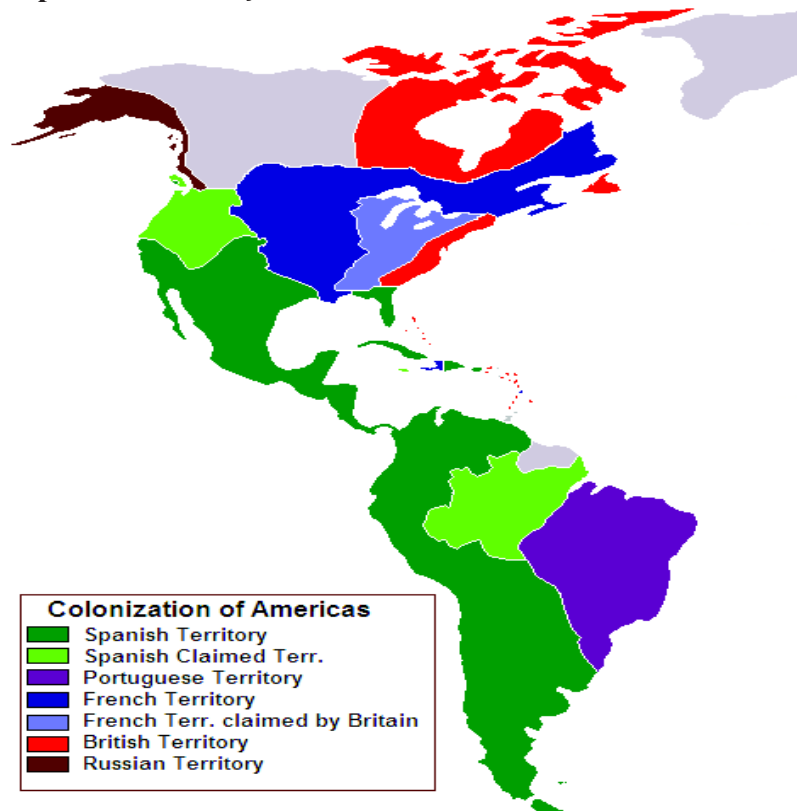 Colonization of Americas
Spanish Territory
Spanish Claimed Terr.
Portuguese Territory
French Territory
French Terr. claimed by Britain
British Territory
Russian Territory